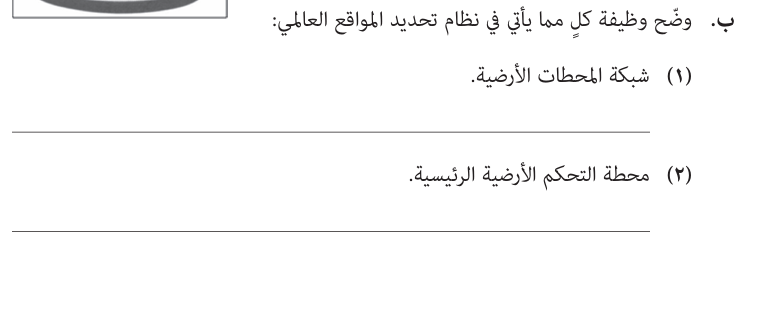 ب. وضّح وظيفة كلٍ مما يأتي في نظام تحديد المواقع العالمي:
(١) شبكة المحطات الأرضية.
(٢) محطة التحكم الأرضية الرئيسية.